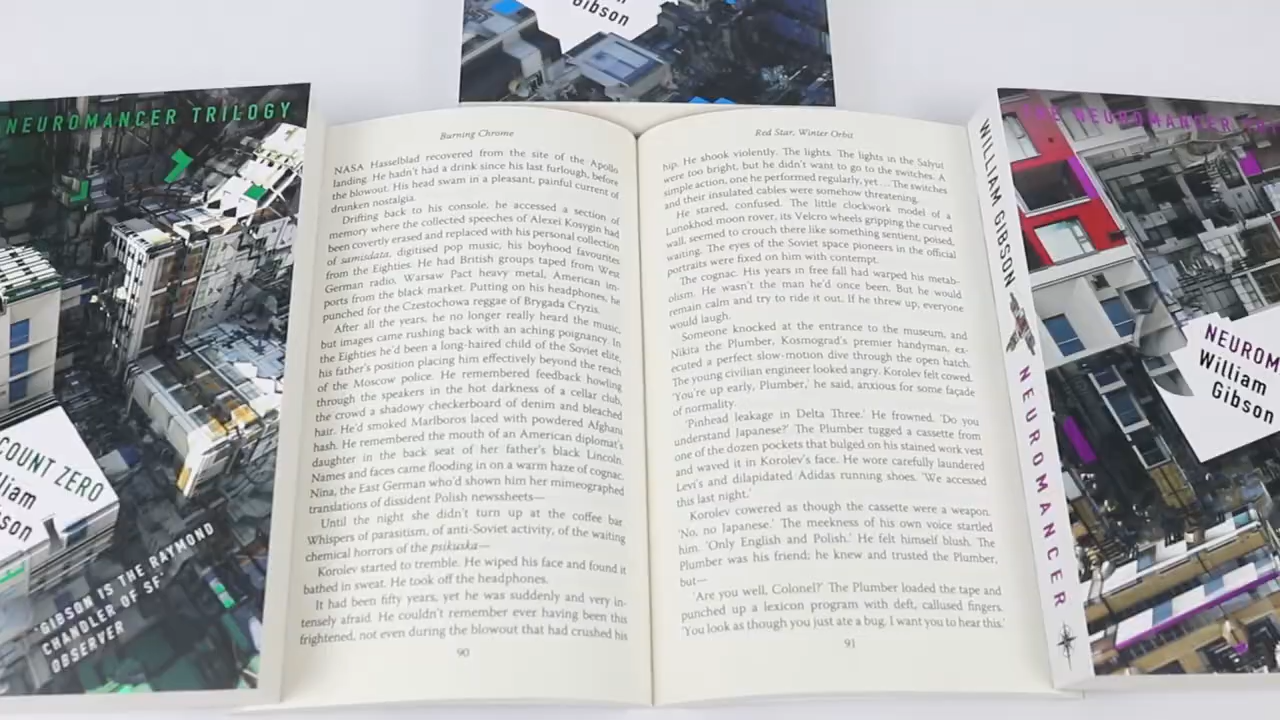 Gibson
NEUROMANCER TRILOGY
COUNT ZERO
lliam
bson
'GIBSON IS THE RAYMOND
CHANDLER OF SF'
OBSERVER
Burning Chrome
NASA Hasselblad recovered from the site of the Apollo
landing. He hadn't had a drink since his last furlough, before
the blowout. His head swam in a pleasant, painful current of
drunken nostalgia.
Drifting back to his console, he accessed a section of
memory where the collected speeches of Alexei Kosygin had
been covertly erased and replaced with his personal collection
of samisdata, digitised pop music, his boyhood favourites
from the Eighties. He had British groups taped from West
German radio, Warsaw Pact heavy metal, American im-
ports from the black market. Putting on his headphones, he
punched for the Czestochowa reggae of Brygada Cryzis.
After all the years, he no longer really heard the music,
but images came rushing back with an aching poignancy. In
the Eighties he'd been a long-haired child of the Soviet elite,
his father's position placing him effectively beyond the reach
of the Moscow police. He remembered feedback howling
through the speakers in the hot darkness of a cellar club,
the crowd a shadowy checkerboard of denim and bleached
hair. He'd smoked Marlboros laced with powdered Afghani
hash. He remembered the mouth of an American diplomat's
daughter in the back seat of her father's black Lincoln.
Names and faces came flooding in on a warm haze of cognac.
Nina, the East German who'd shown him her mimeographed
translations of dissident Polish newssheets—
Until the night she didn't turn up at the coffee bar.
Whispers of parasitism, of anti-Soviet activity, of the waiting
chemical horrors of the psikuska—
Korolev started to tremble. He wiped his face and found it
bathed in sweat. He took off the headphones.
It had been fifty years, yet he was suddenly and very in-
tensely afraid. He couldn't remember ever having been this
frightened, not even during the blowout that had crushed his
90
Red Star, Winter Orbit
hip. He shook violently. The lights. The lights in the Salyut
were too bright, but he didn't want to go to the switches. A
simple action, one he performed regularly, yet ... The switches
and their insulated cables were somehow threatening.
He stared, confused. The little clockwork model of a
Lunokhod moon rover, its Velcro wheels gripping the curved
wall, seemed to crouch there like something sentient, poised,
waiting. The eyes of the Soviet space pioneers in the official
portraits were fixed on him with contempt.
The cognac. His years in free fall had warped his metab-
olism. He wasn't the man he'd once been. But he would
remain calm and try to ride it out. If he threw up, everyone
would laugh.
Someone knocked at the entrance to the museum, and
Nikita the Plumber, Kosmograd's premier handyman, ex-
ecuted a perfect slow-motion dive through the open hatch.
The young civilian engineer looked angry. Korolev felt cowed.
'You're up early, Plumber,' he said, anxious for some façade
of normality.
'Pinhead leakage in Delta Three.' He frowned. 'Do you
understand Japanese?' The Plumber tugged a cassette from
one of the dozen pockets that bulged on his stained work vest
and waved it in Korolev's face. He wore carefully laundered
Levi's and dilapidated Adidas running shoes. 'We accessed
this last night.'
Korolev cowered as though the cassette were a weapon.
'No, no Japanese.' The meekness of his own voice startled
him. 'Only English and Polish.' He felt himself blush. The
Plumber was his friend; he knew and trusted the Plumber,
but—
'Are you well, Colonel?' The Plumber loaded the tape and
punched up a lexicon program with deft, callused fingers.
'You look as though you just ate a bug. I want you to hear this.'
91
WILLIAM GIBSON NEUROMANCER
THE NEUROMANCER TR
NEUROM
William
Gibson